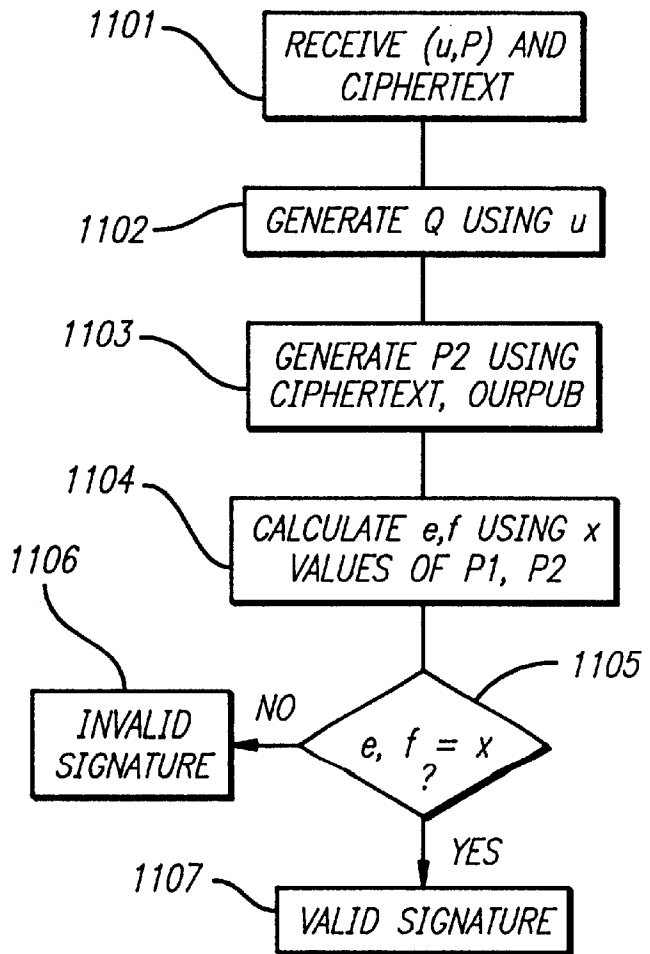 1101
RECEIVE (u,P) AND
CIPHERTEXT
1102
GENERATE Q USING u
1103
GENERATE P2 USING
CIPHERTEXT, OURPUB
1104
CALCULATE e,f USING x
VALUES OF P1, P2
1106
1105
INVALID
SIGNATURE
NO
e, f = x
?
YES
1107
VALID SIGNATURE